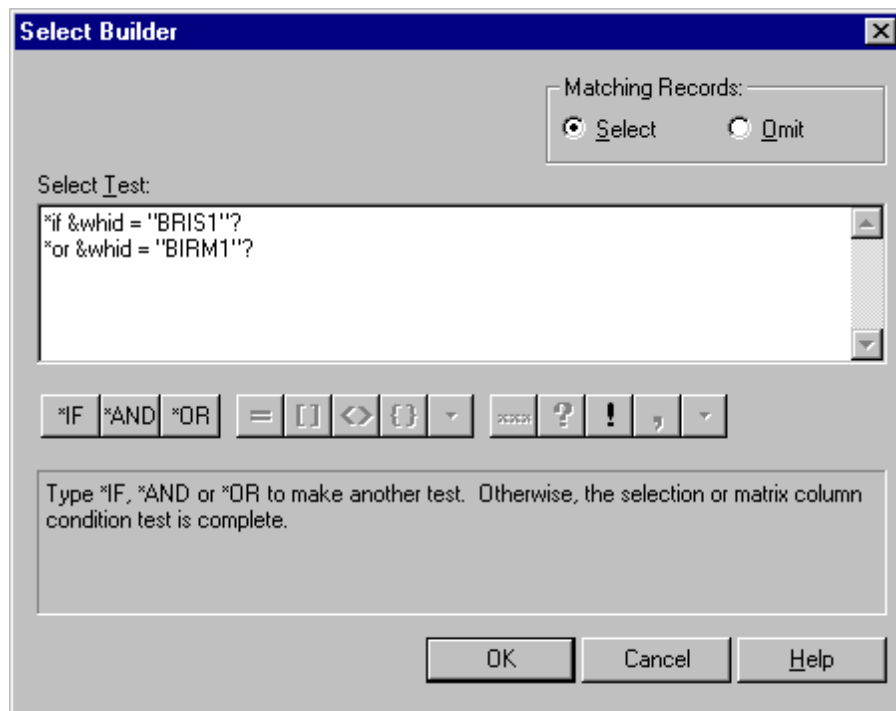 Select Builder
Matching Records:
Select Omit
Select Test:
*if &whid = "BRIS1"?
*or &whid = "BIRM1"?
*IF *AND *OR = [ ] <> { } xxx ? ! ,
Type *IF, *AND or *OR to make another test. Otherwise, the selection or matrix column
condition test is complete.
OK Cancel Help